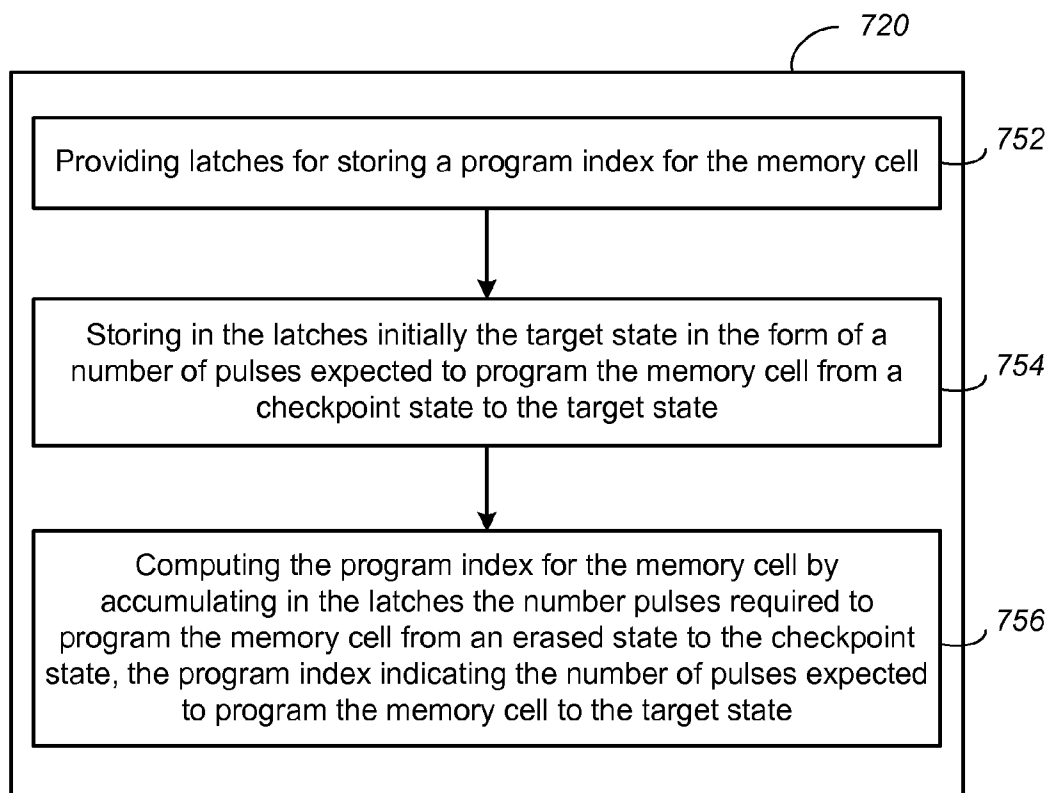 720
Providing latches for storing a program index for the memory cell
752
Storing in the latches initially the target state in the form of a
number of pulses expected to program the memory cell from a
checkpoint state to the target state
754
Computing the program index for the memory cell by
accumulating in the latches the number pulses required to
program the memory cell from an erased state to the checkpoint
state, the program index indicating the number of pulses expected
to program the memory cell to the target state
756